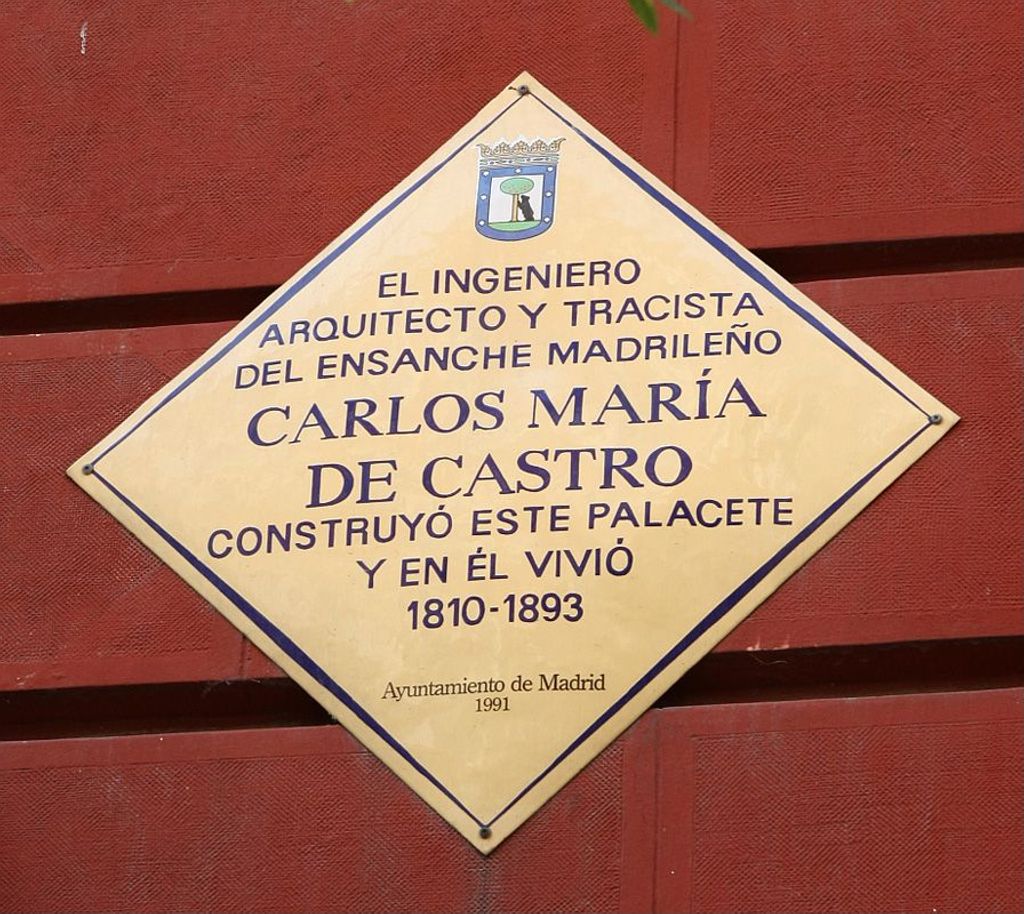 EL INGENIERO
ARQUITECTO Y TRACISTA
DEL ENSANCHE MADRILEÑO
CARLOS MARÍA
DE CASTRO
CONSTRUYÓ ESTE PALACETE
Y EN ÉL VIVIÓ
1810-1893
Ayuntamiento de Madrid
1991